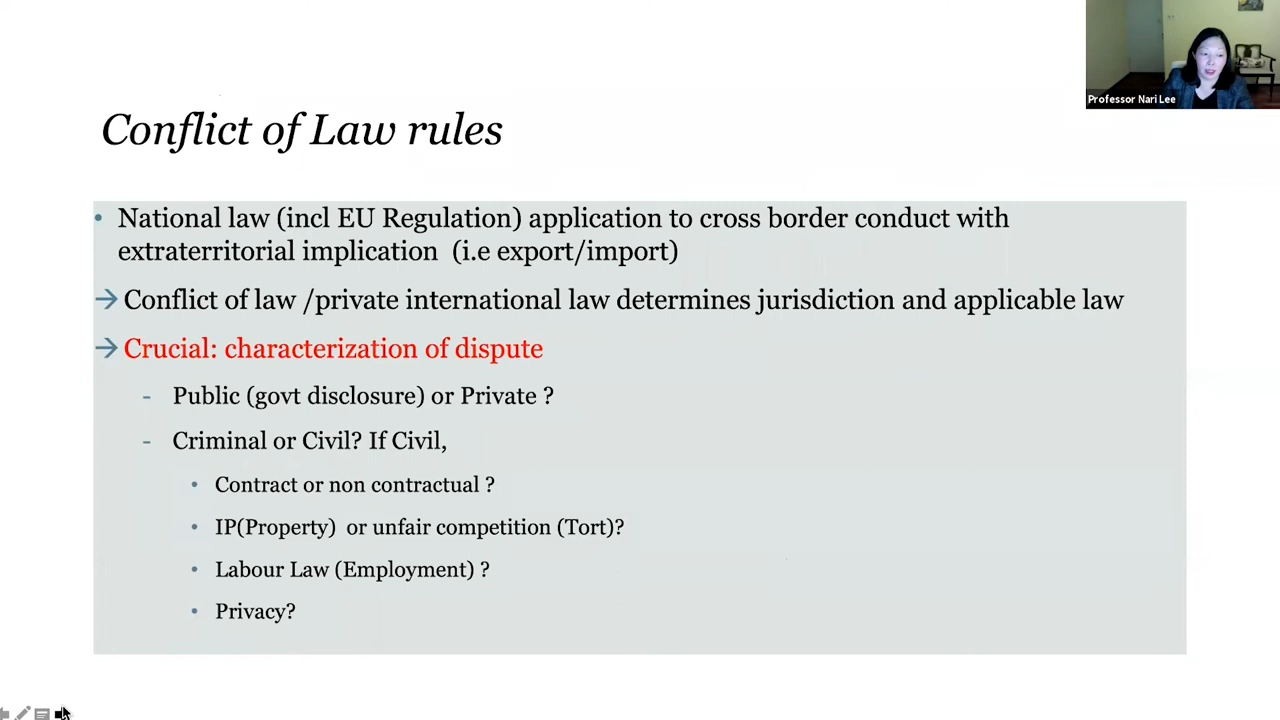 Professor Nari Lee
Conflict of Law rules
• National law (incl EU Regulation) application to cross border conduct with
extraterritorial implication (i.e export/import)
→ Conflict of law /private international law determines jurisdiction and applicable law
→ Crucial: characterization of dispute
- Public (govt disclosure) or Private ?
- Criminal or Civil? If Civil,
• Contract or non contractual ?
• IP(Property) or unfair competition (Tort)?
• Labour Law (Employment) ?
• Privacy?